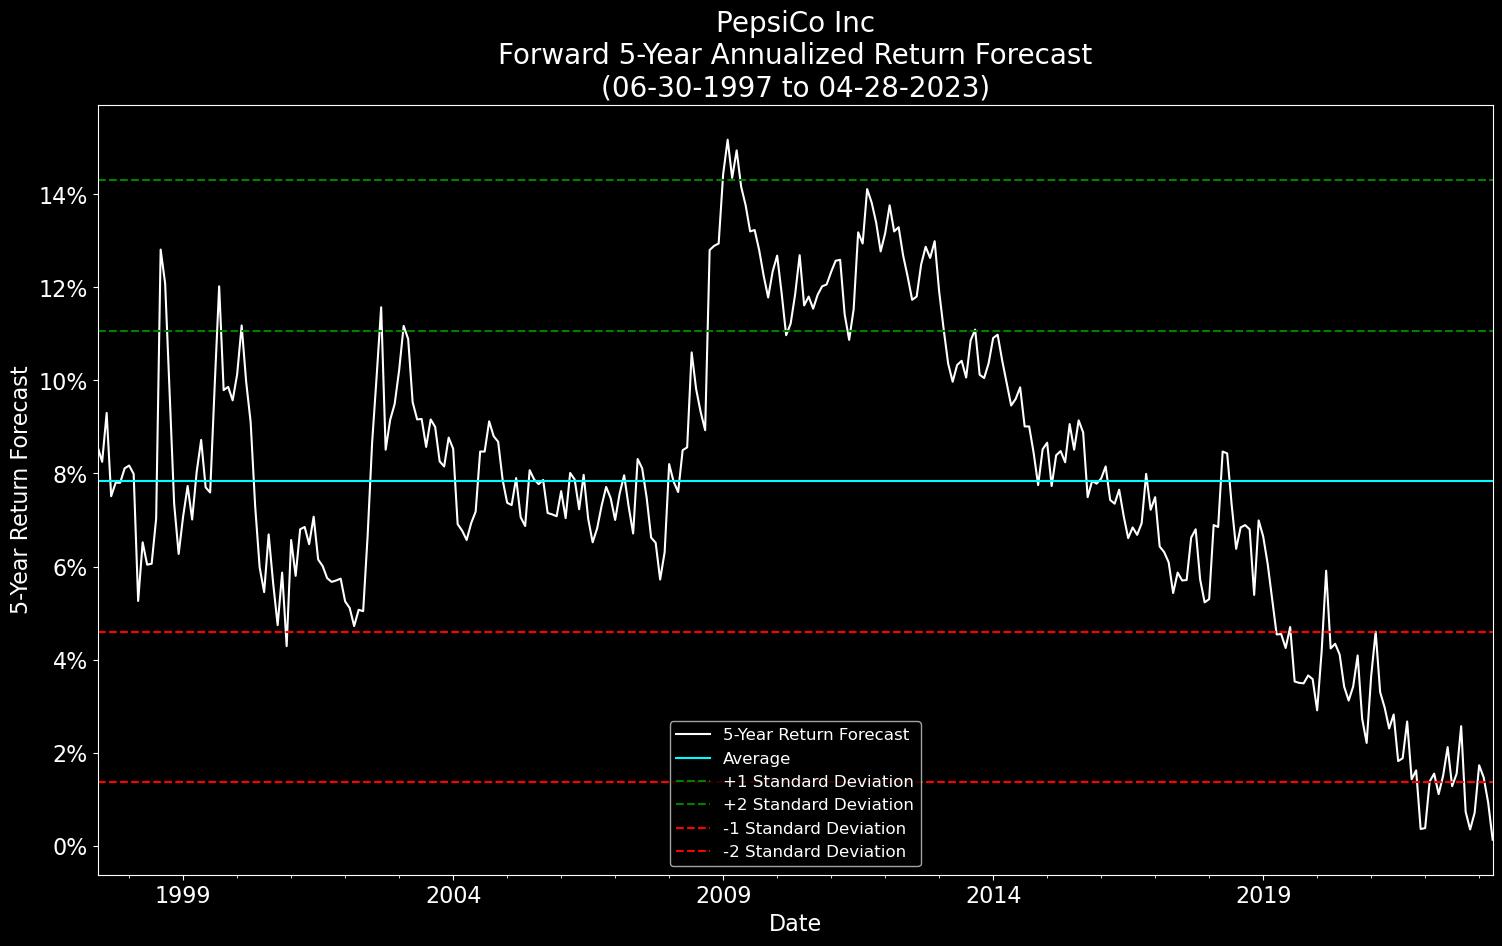 PepsiCo Inc
Forward 5-Year Annualized Return Forecast
(06-30-1997 to 04-28-2023)
5-Year Return Forecast
14%
12%
10%
8%
6%
4%
2%
0%
5-Year Return Forecast
Average
+1 Standard Deviation
+2 Standard Deviation
-1 Standard Deviation
-2 Standard Deviation
1999 2004 2009 2014 2019
Date